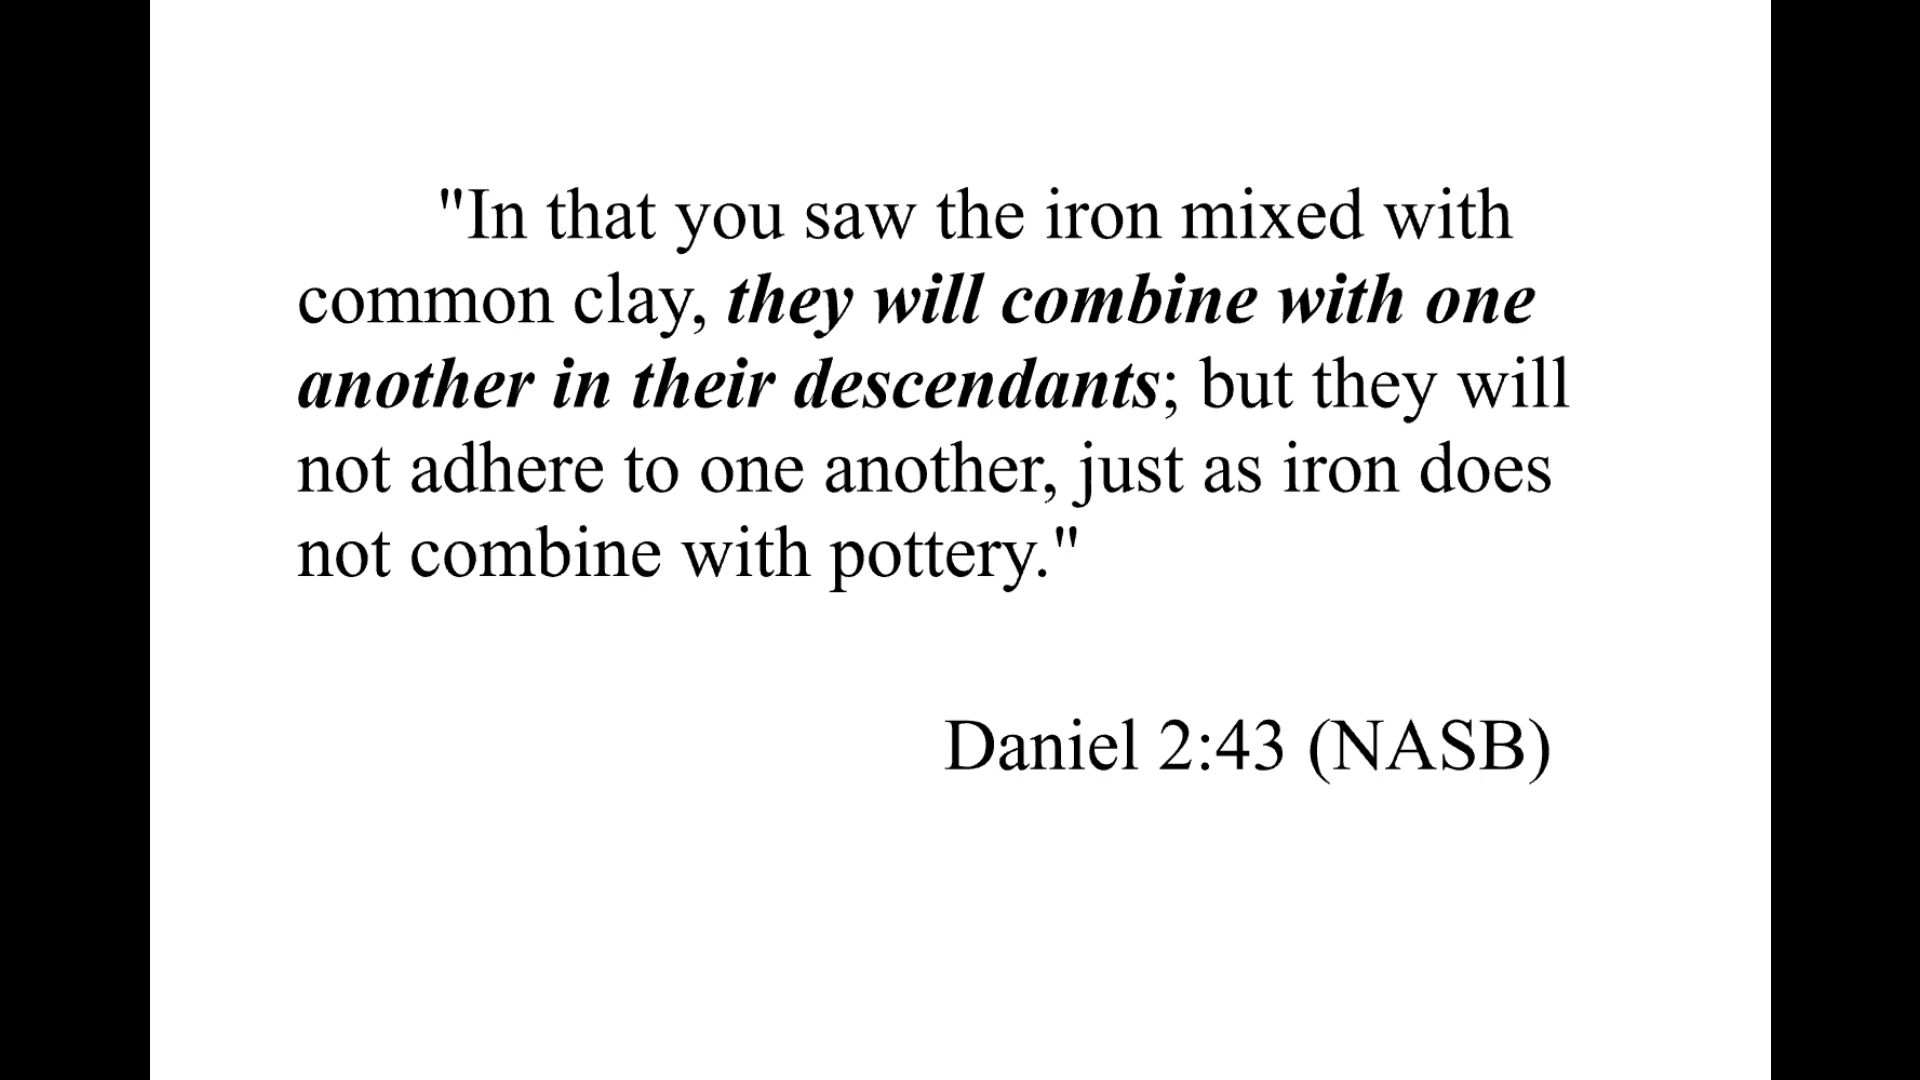 "In that you saw the iron mixed with
common clay, they will combine with one
another in their descendants; but they will
not adhere to one another, just as iron does
not combine with pottery."
Daniel 2:43 (NASB)